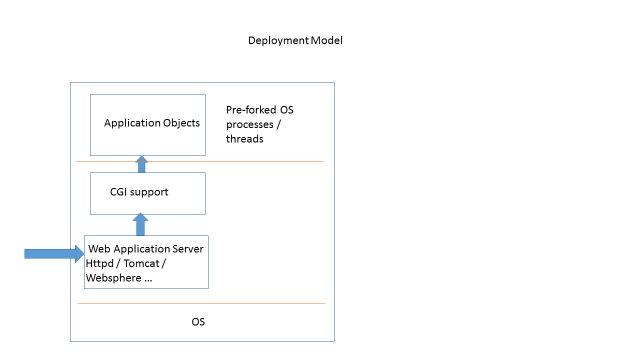 Deployment Model
Application Objects
Pre-forked OS
processes /
threads
CGI support
Web Application Server
Httpd / Tomcat /
Websphere ...
OS